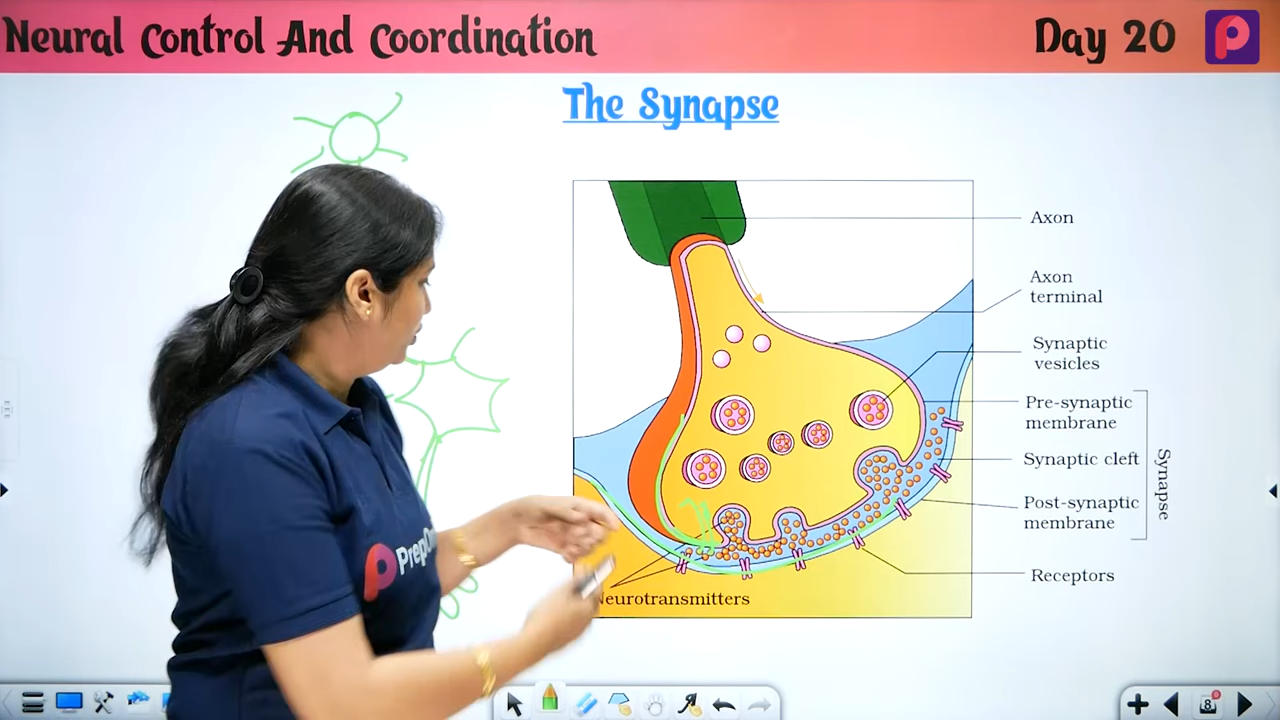 Neural Control And Coordination
Day 20
The Synapse
Axon
Axon
terminal
Synaptic
vesicles
Pre-synaptic
membrane
Synaptic cleft
Post-synaptic
membrane
Synapse
Receptors
Neurotransmitters
8